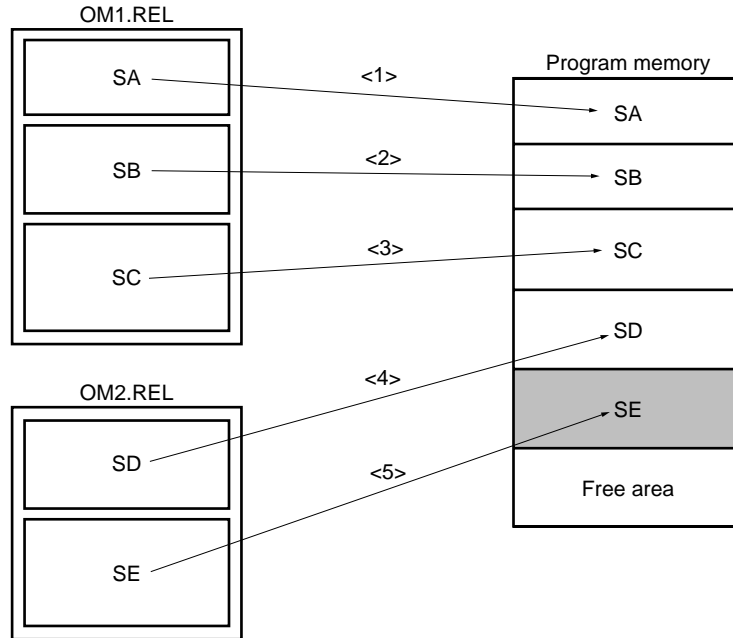 OM1.REL
SA
SB
SC
<1>
<2>
<3>
OM2.REL
SD
SE
<4>
<5>
Program memory
SA
SB
SC
SD
SE
Free area